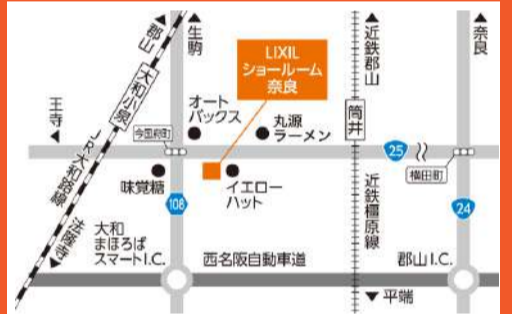 郡山
生駒
LIXIL
ショールーム
奈良
近鉄郡山
奈良
大和小泉
王寺
オート
バックス
丸源
ラーメン
筒井
今国府町
25
横田町
JR大和路線
味覚糖
イエロー
ハット
近鉄橿原線
108
24
法隆寺
大和
まほろば
スマートI.C.
西名阪自動車道
郡山I.C.
平端